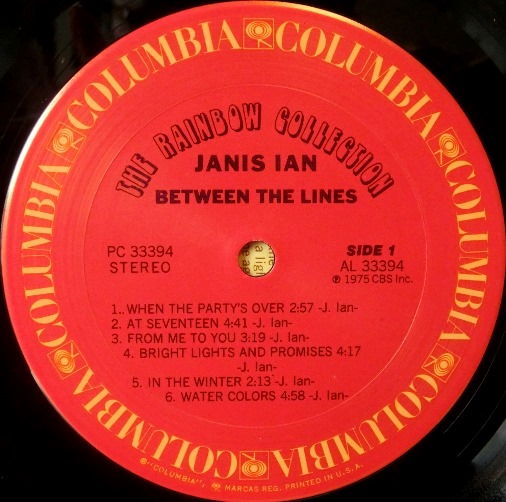 COLUMBIA COLUMBIA COLUMBIA COLUMBIA COLUMBIA COLUMBIA
THE RAINBOW COLLECTION
JANIS IAN
BETWEEN THE LINES
PC 33394
STEREO
SIDE 1
AL 33394
℗ 1975 CBS Inc.
1.. WHEN THE PARTY'S OVER 2:57 -J. Ian-
2. AT SEVENTEEN 4:41 -J. Ian-
3. FROM ME TO YOU 3:19 -J. Ian-
4. BRIGHT LIGHTS AND PROMISES 4:17
-J. Ian-
5. IN THE WINTER 2:13 -J. Ian-
6. WATER COLORS 4:58 -J. Ian-
"COLUMBIA", MARCAS REG. PRINTED IN U.S.A.